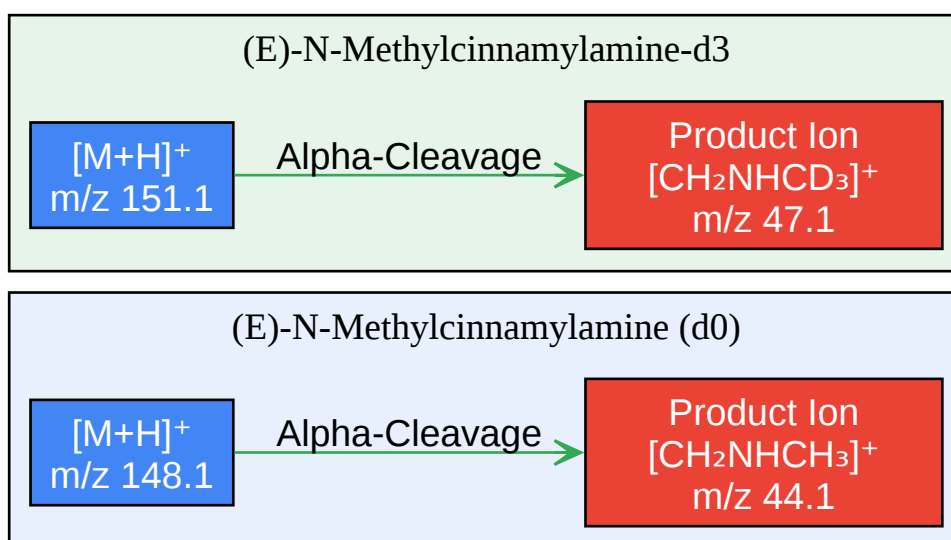 (E)-N-Methylcinnamylamine-d3
[M+H]⁺
m/z 151.1
Alpha-Cleavage
Product Ion
[CH₂NHCD₃]⁺
m/z 47.1
(E)-N-Methylcinnamylamine (d0)
[M+H]⁺
m/z 148.1
Alpha-Cleavage
Product Ion
[CH₂NHCH₃]⁺
m/z 44.1